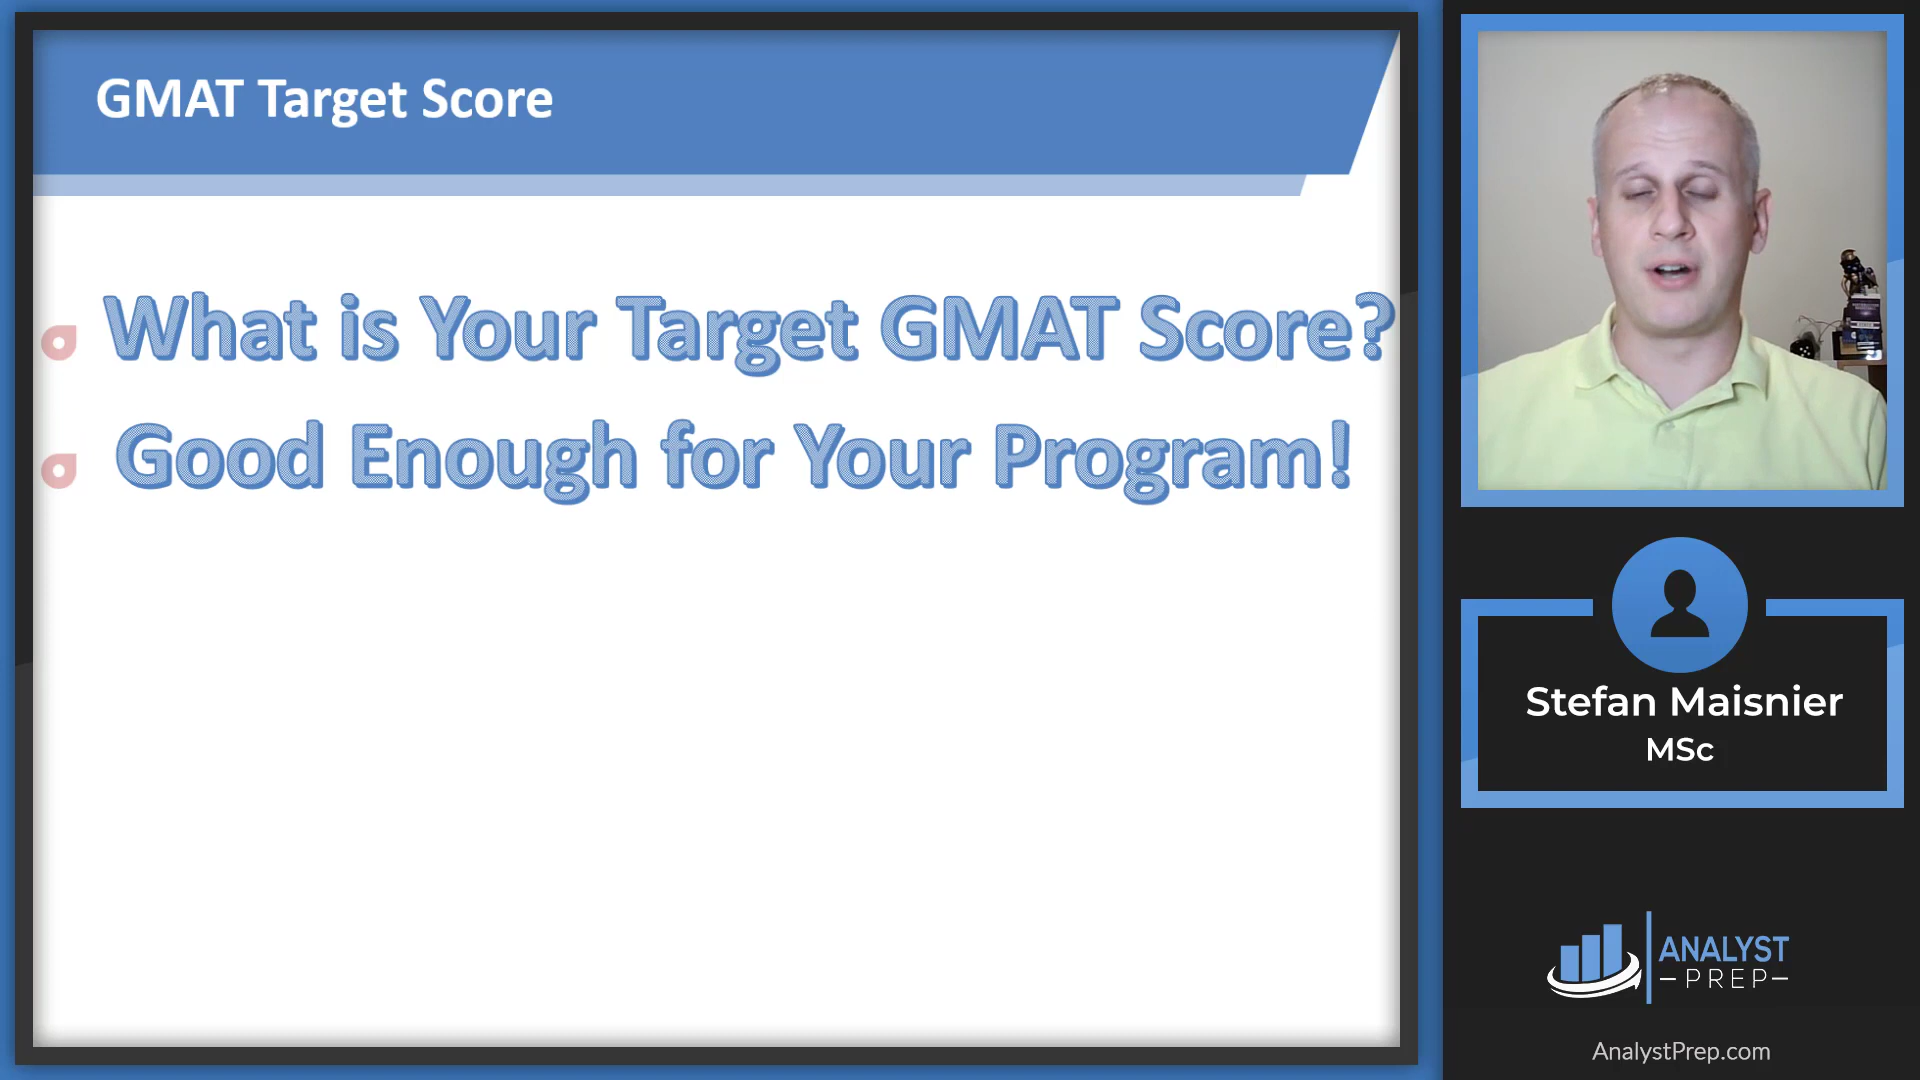 GMAT Target Score
What is Your Target GMAT Score?
Good Enough for Your Program!
Stefan Maisnier
MSc
ANALYST
PREP
AnalystPrep.com